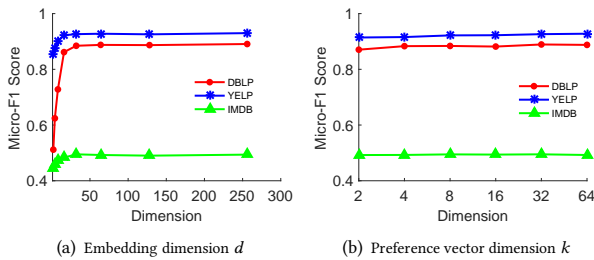 1
0.8
0.6
0.4
Micro-F1 Score
DBLP
YELP
IMDB
50 100 150 200 250 300
Dimension
(a) Embedding dimension d
1
0.8
0.6
0.4
Micro-F1 Score
DBLP
YELP
IMDB
2 4 8 16 32 64
Dimension
(b) Preference vector dimension k